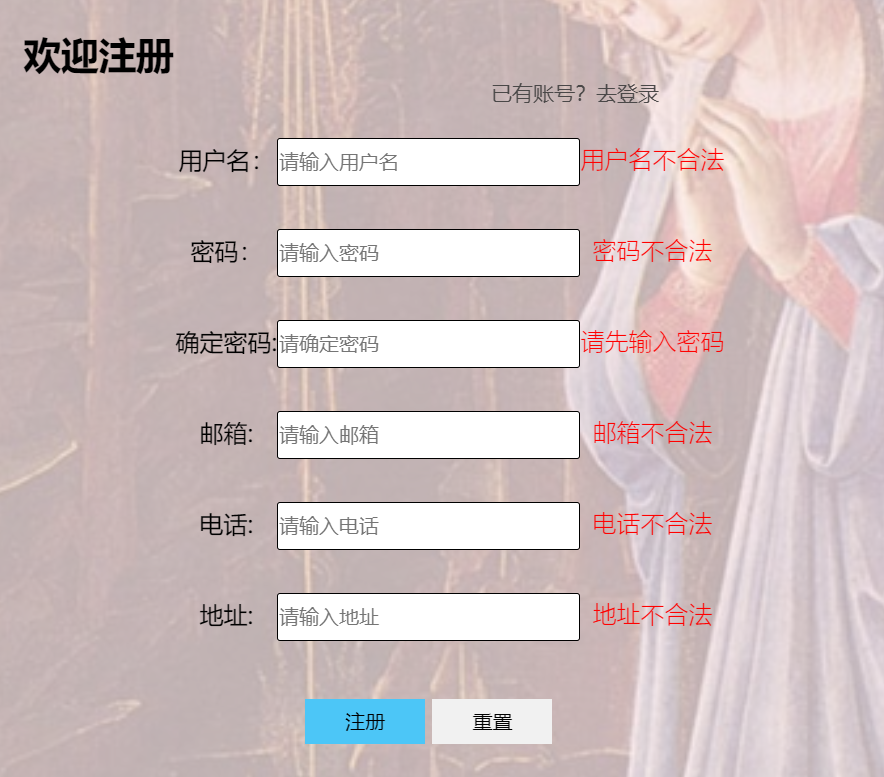 欢迎注册
已有账号？去登录
用户名： 请输入用户名 用户名不合法
密码： 请输入密码 密码不合法
确定密码: 请确定密码 请先输入密码
邮箱: 请输入邮箱 邮箱不合法
电话: 请输入电话 电话不合法
地址: 请输入地址 地址不合法
注册 重置